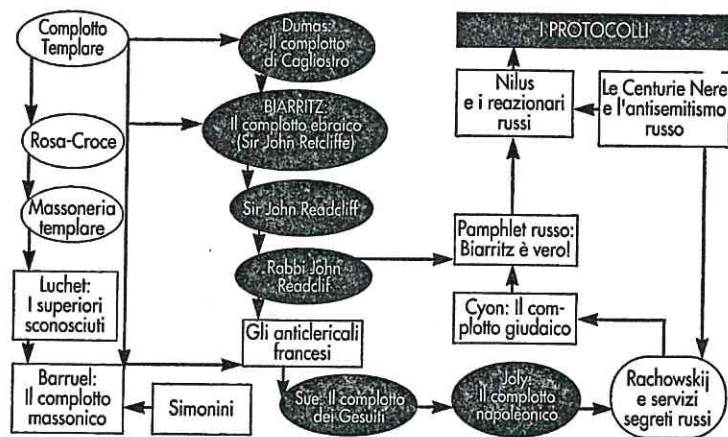 Complotto
Templare
Rosa-Croce
Massoneria
templare
Luchet:
I superiori
sconosciuti
Barruel:
Il complotto
massonico
Simonini
Dumas:
Il complotto
di Cagliostro
BIARRITZ:
Il complotto ebraico
(Sir John Retcliffe)
Sir John Readcliff
Rabbi John
Readclif
Gli anticlericali
francesi
Sue: Il complotto
dei Gesuiti
Joly:
Il complotto
napoleonico
I PROTOCOLLI
Nilus
e i reazionari
russi
Le Centurie Nere
e l'antisemitismo
russo
Pamphlet russo:
Biarritz è vero!
Cyon: Il com-
plotto giudaico
Rachowskij
e servizi
segreti russi